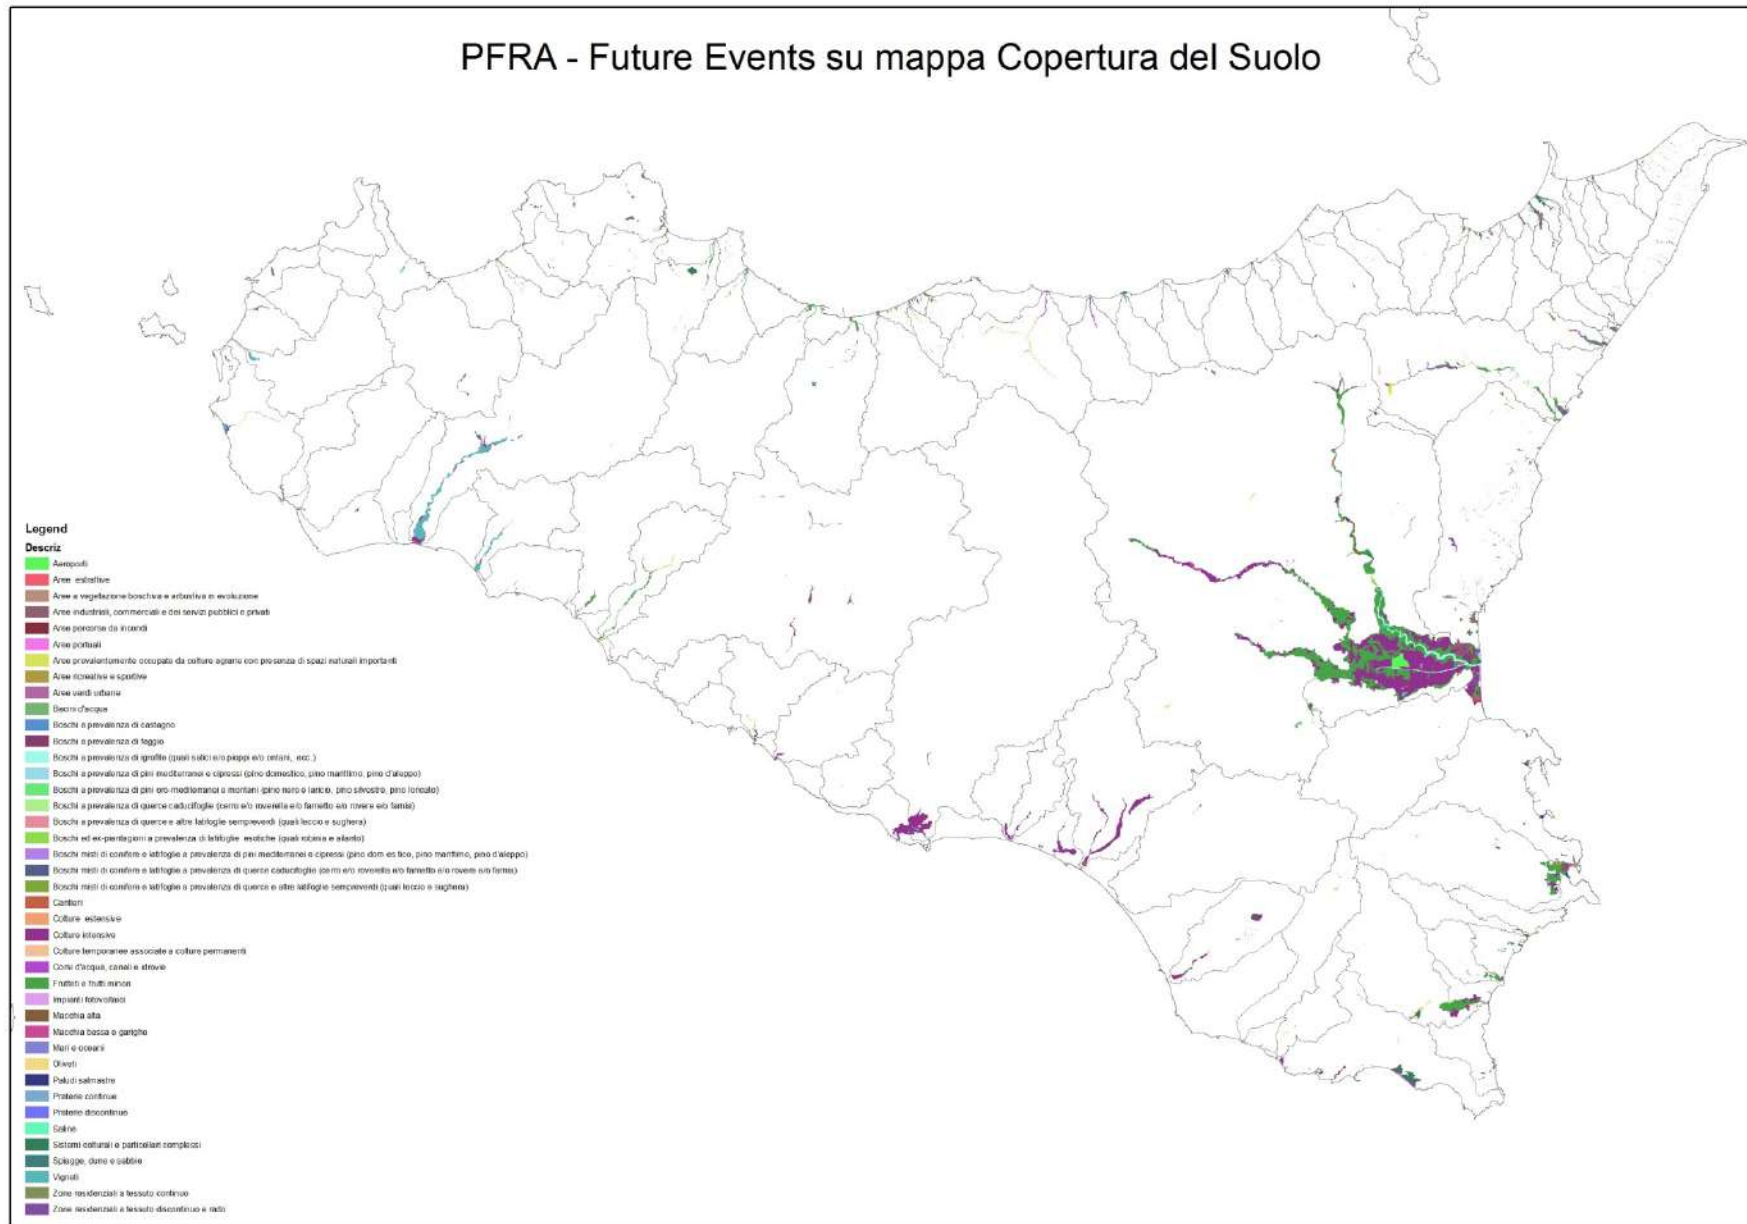 PFRA - Future Events su mappa Copertura del Suolo
Legend
Descriz
Aeroporti
Aree estrattive
Aree a vegetazione boschiva e arbustiva in evoluzione
Aree industriali, commerciali e dei servizi pubblici e privati
Aree percorse da incendi
Aree portuali
Aree prevalentemente occupate da colture agrarie con presenza di spazi naturali importanti
Aree ricreative e sportive
Aree verdi urbane
Bacini d'acqua
Boschi a prevalenza di castagno
Boschi a prevalenza di faggio
Boschi a prevalenza di igrofite (quali salici e/o pioppi e/o ontani, ecc.)
Boschi a prevalenza di pini mediterranei e cipressi (pino domestico, pino marittimo, pino d'aleppo)
Boschi a prevalenza di pini oro-mediterranei e montani (pino nero e laricio, pino silvestre, pino loricato)
Boschi a prevalenza di querce caducifoglie (cerro e/o roverella e/o farnetto e/o rovere e/o farnia)
Boschi a prevalenza di querce e altre latifoglie sempreverdi (quali leccio e sughera)
Boschi ed ex-piantagioni a prevalenza di latifoglie esotiche (quali robinia e ailanto)
Boschi misti di conifere e latifoglie a prevalenza di pini mediterranei e cipressi (pino dom es tico, pino marittimo, pino d'aleppo)
Boschi misti di conifere e latifoglie a prevalenza di querce caducifoglie (cerro e/o roverella e/o farnetto e/o rovere e/o farnia)
Boschi misti di conifere e latifoglie a prevalenza di querce e altre latifoglie sempreverdi (quali leccio e sughera)
Cantieri
Colture estensive
Colture intensive
Colture temporanee associate a colture permanenti
Corsi d'acqua, canali e idrovie
Frutteti e frutti minori
Impianti fotovoltaici
Macchia alta
Macchia bassa e garighe
Mari e oceani
Oliveti
Paludi salmastre
Praterie continue
Praterie discontinue
Saline
Sistemi colturali e particellari complessi
Spiagge, dune e sabbie
Vigneti
Zone residenziali a tessuto continuo
Zone residenziali a tessuto discontinuo e rado